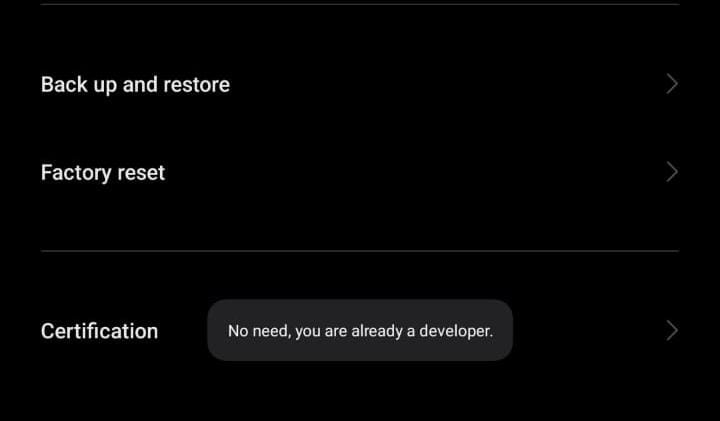 Back up and restore
Factory reset
Certification
No need, you are already a developer.